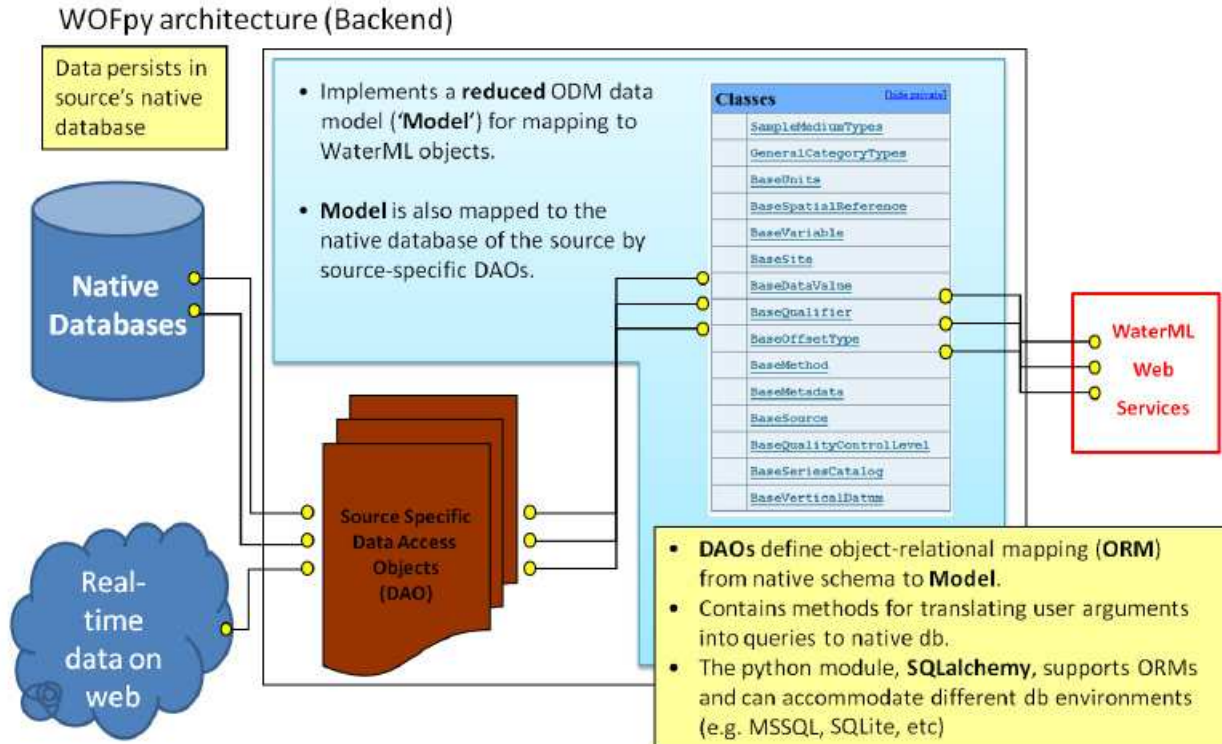 WOFpy architecture (Backend)
Data persists in
source's native
database
• Implements a reduced ODM data
model ('Model') for mapping to
WaterML objects.
• Model is also mapped to the
native database of the source by
source-specific DAOs.
Classes
[hide private]
SampleMediumTypes
GeneralCategoryTypes
BaseUnits
BaseSpatialReference
BaseVariable
BaseSite
BaseDataValue
BaseQualifier
BaseOffsetType
BaseMethod
BaseMetadata
BaseSource
BaseQualityControlLevel
BaseSeriesCatalog
BaseVerticalDatum
Native
Databases
WaterML
Web
Services
Source Specific
Data Access
Objects
(DAO)
Real-
time
data on
web
• DAOs define object-relational mapping (ORM)
from native schema to Model.
• Contains methods for translating user arguments
into queries to native db.
• The python module, SQLalchemy, supports ORMs
and can accommodate different db environments
(e.g. MSSQL, SQLite, etc)